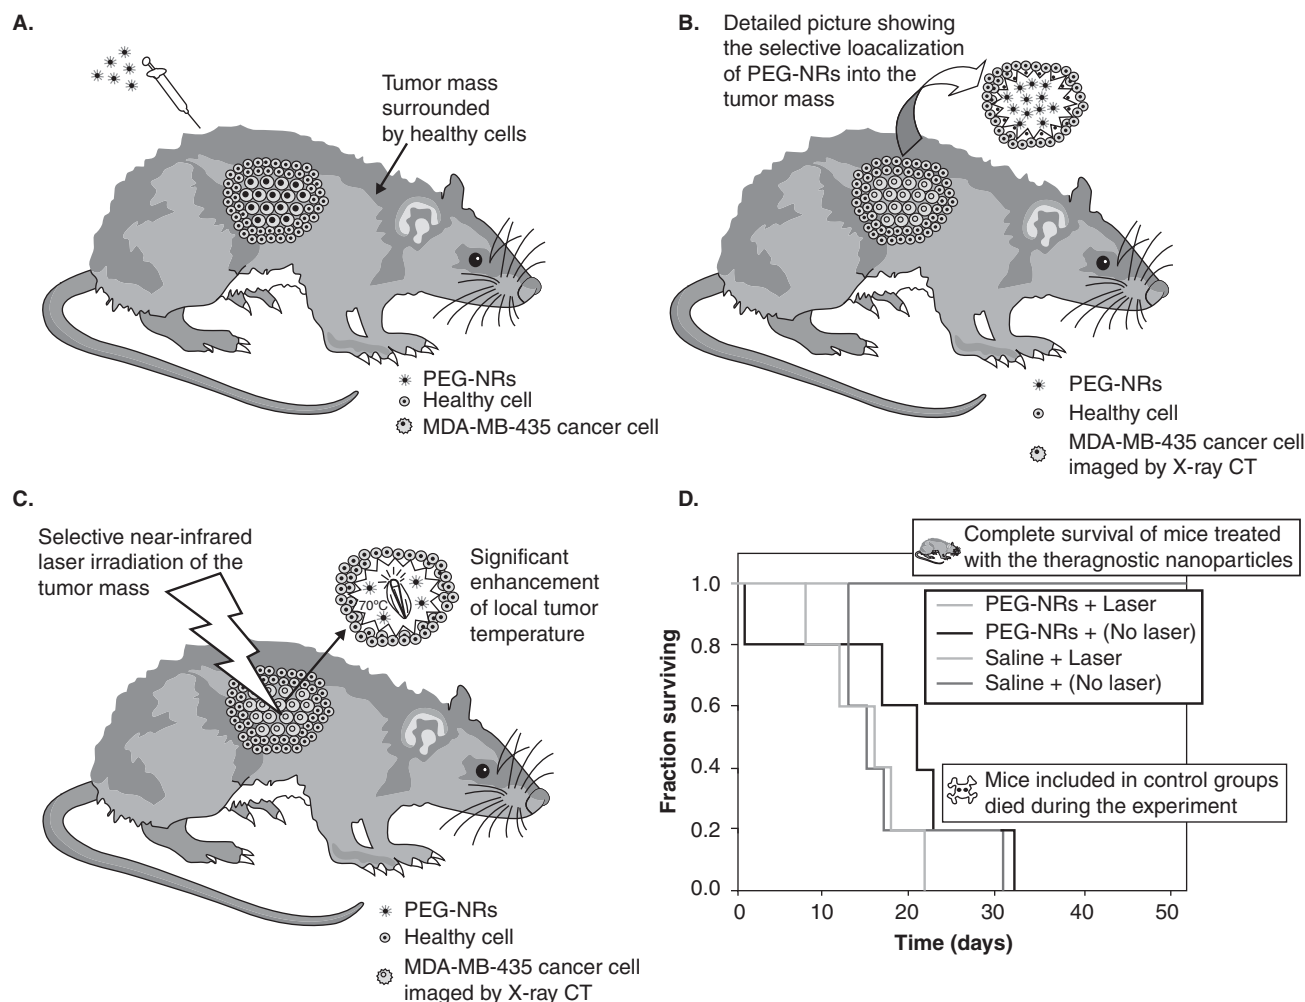 A.
Tumor mass
surrounded
by healthy cells
PEG-NRs
Healthy cell
MDA-MB-435 cancer cell
B.
Detailed picture showing
the selective loacalization
of PEG-NRs into the
tumor mass
PEG-NRs
Healthy cell
MDA-MB-435 cancer cell
imaged by X-ray CT
C.
Selective near-infrared
laser irradiation of the
tumor mass
70°C
Significant
enhancement
of local tumor
temperature
PEG-NRs
Healthy cell
MDA-MB-435 cancer cell
imaged by X-ray CT
D.
Complete survival of mice treated
with the theragnostic nanoparticles
PEG-NRs + Laser
PEG-NRs + (No laser)
Saline + Laser
Saline + (No laser)
Mice included in control groups
died during the experiment
Fraction surviving
1.0
0.8
0.6
0.4
0.2
0.0
0 10 20 30 40 50
Time (days)